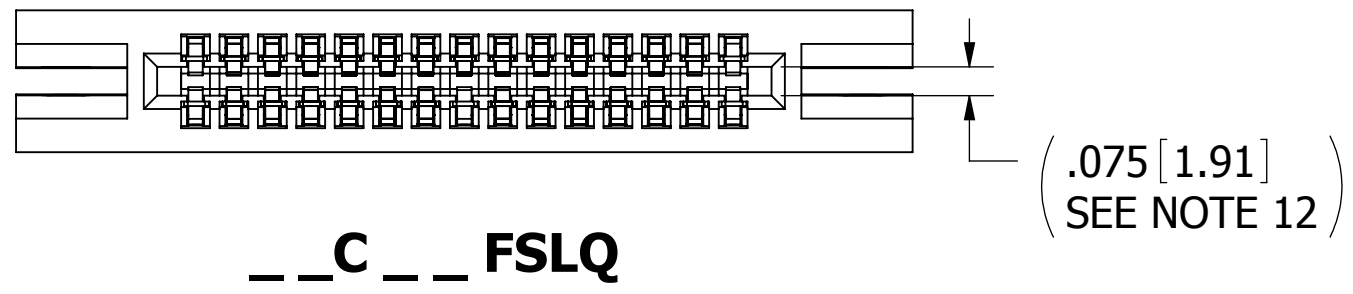 .075 [1.91]
SEE NOTE 12
_ _C _ _ FSLQ